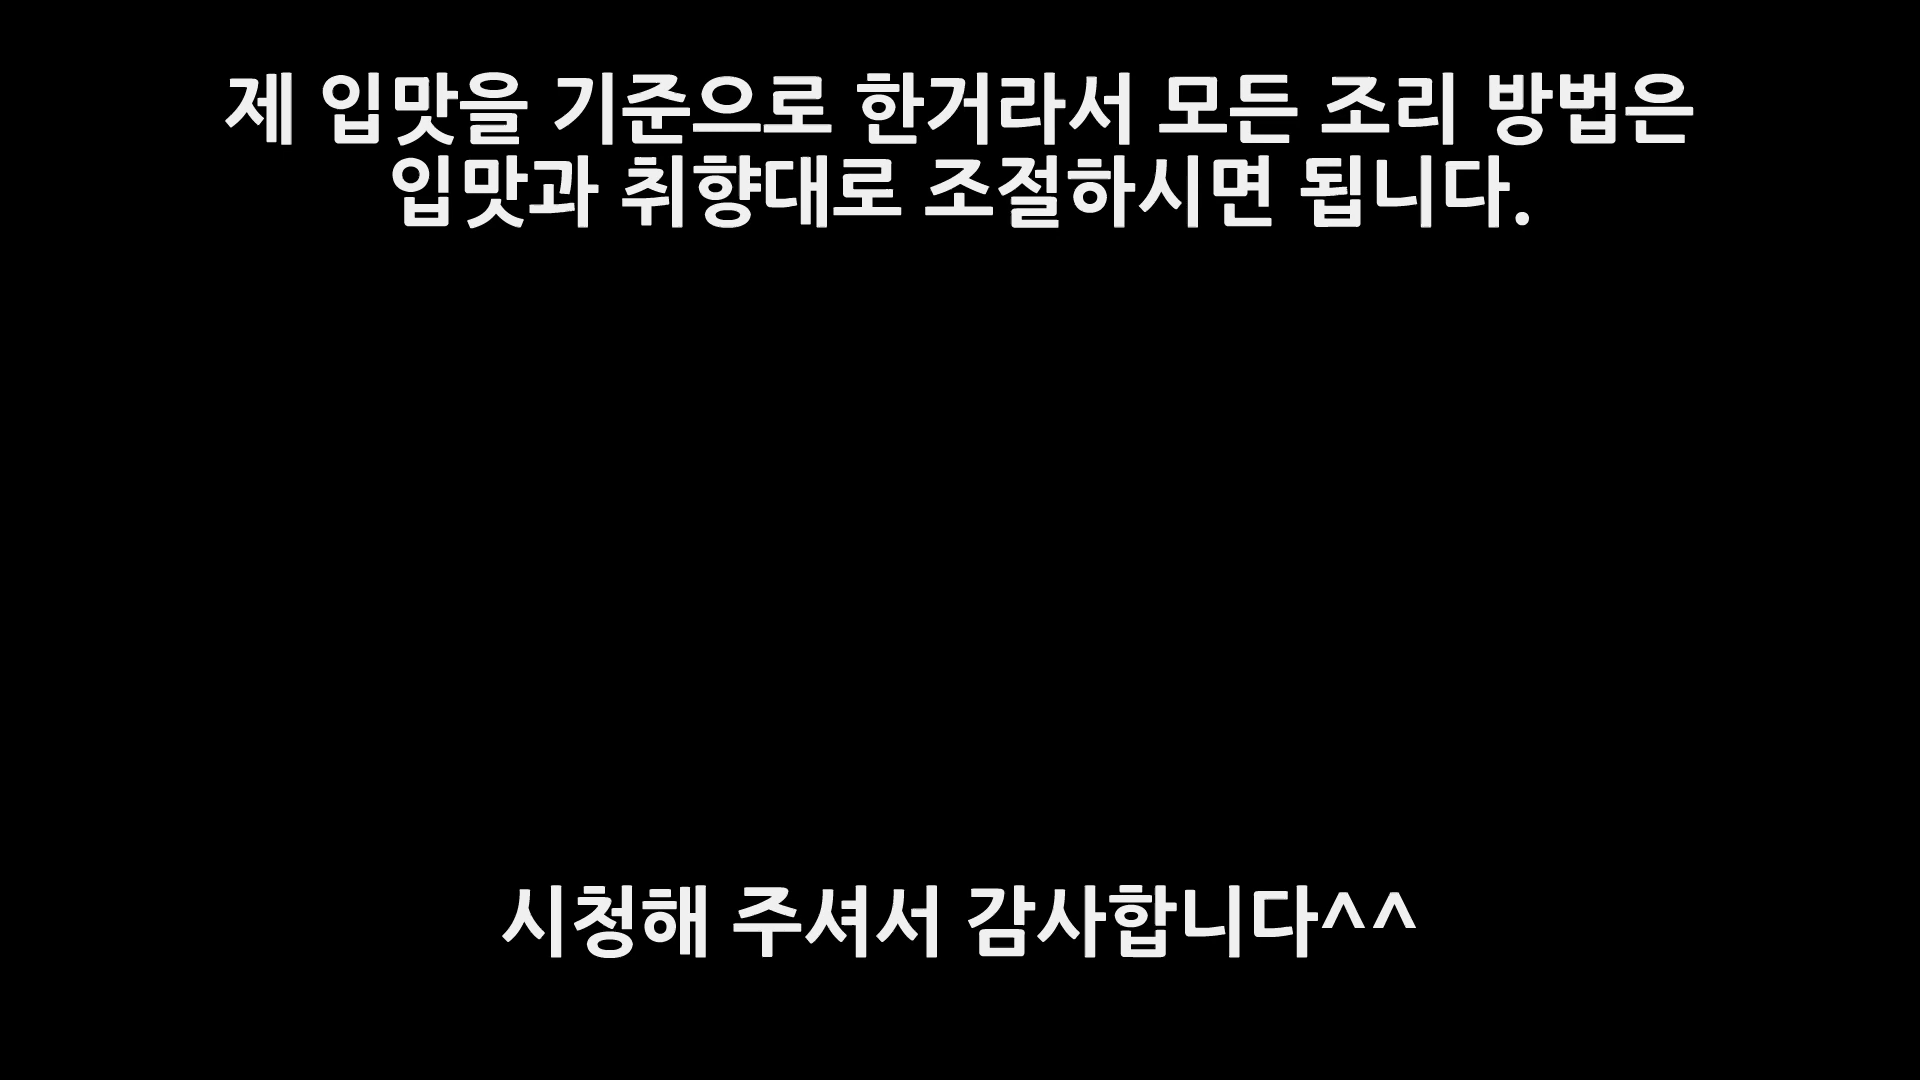 제 입맛을 기준으로 한거라서 모든 조리 방법은
입맛과 취향대로 조절하시면 됩니다.
시청해 주셔서 감사합니다^^